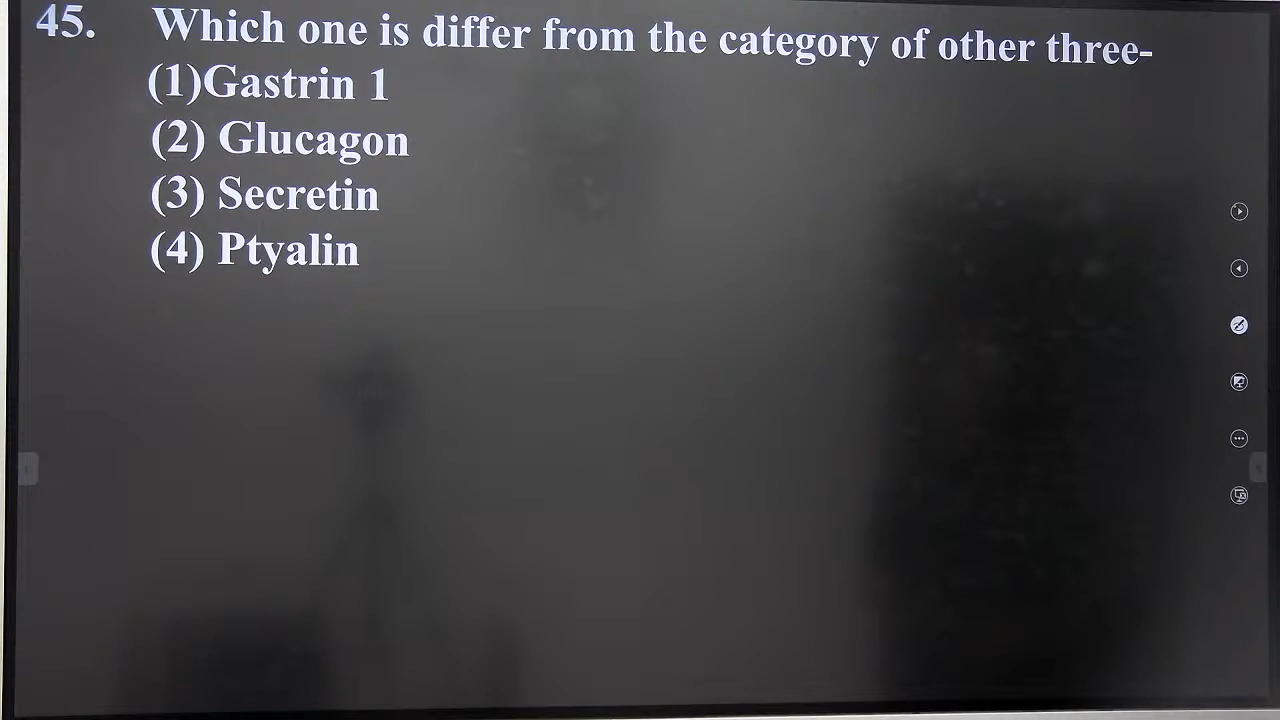 45. Which one is differ from the category of other three-
(1)Gastrin 1
(2) Glucagon
(3) Secretin
(4) Ptyalin